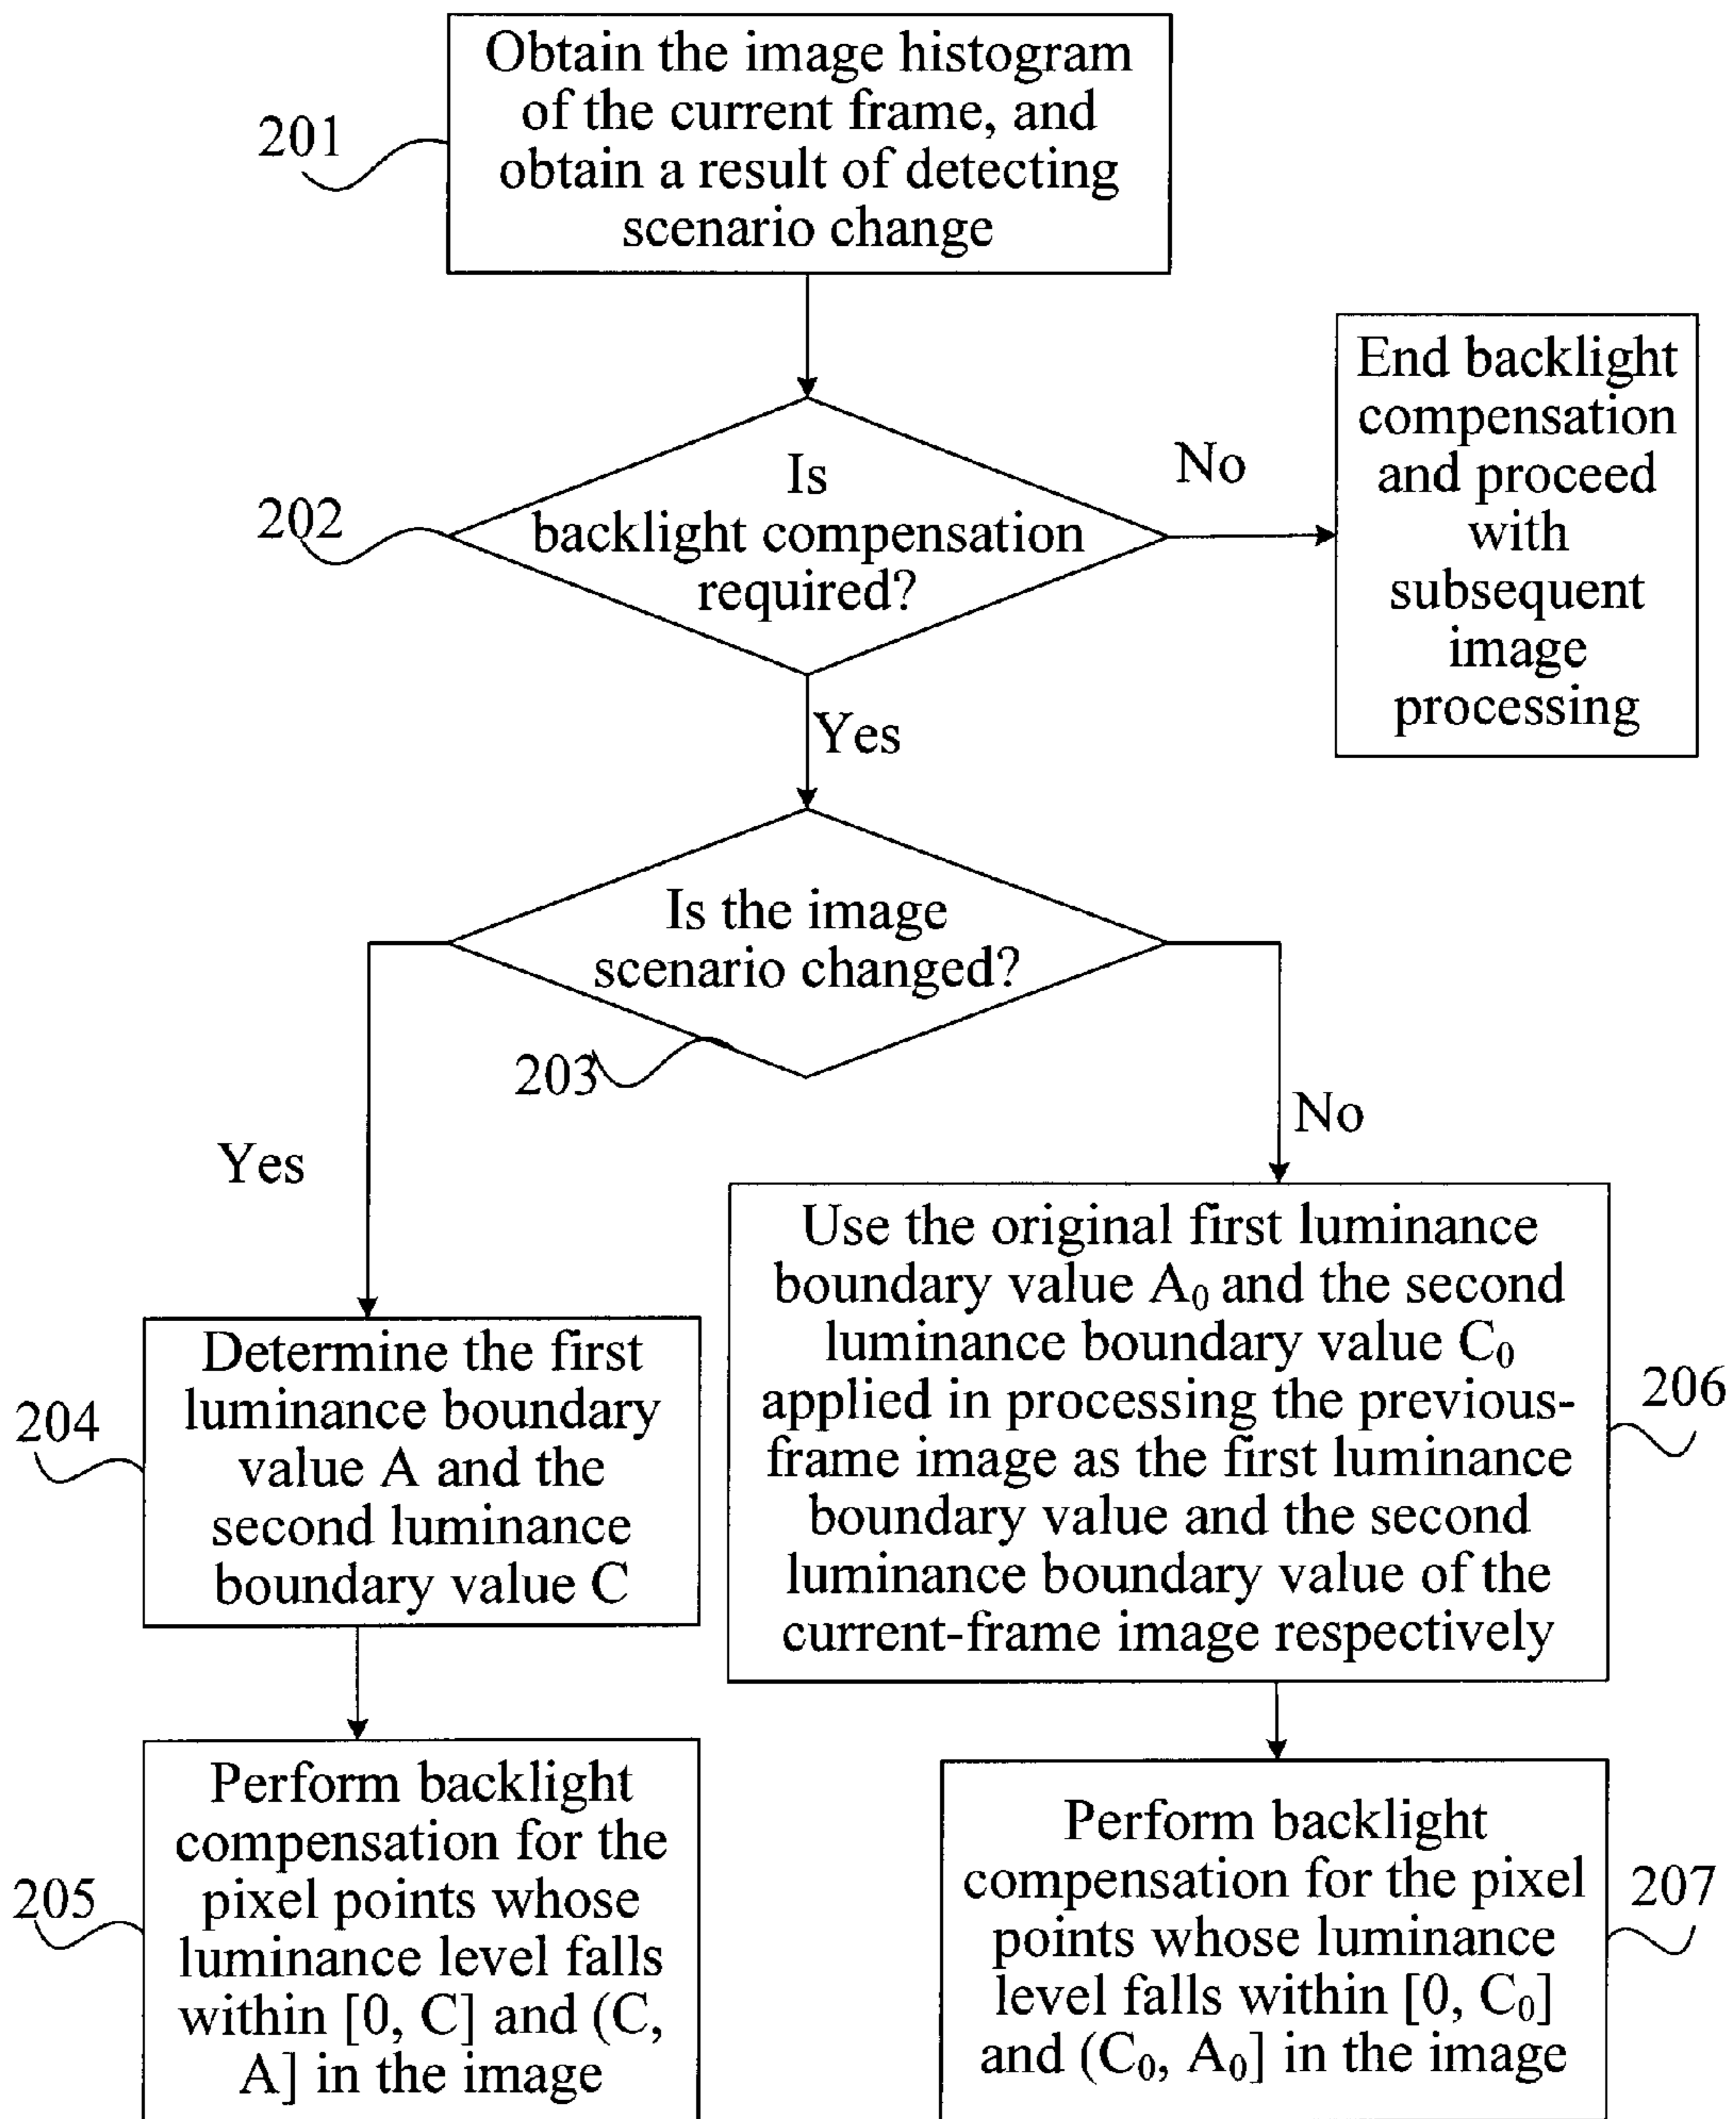 Obtain the image histogram
of the current frame, and
obtain a result of detecting
scenario change
201
Is
backlight compensation
required?
202
No
End backlight
compensation
and proceed
with
subsequent
image
processing
Yes
Is the image
scenario changed?
203
Yes
No
Determine the first
luminance boundary
value A and the
second luminance
boundary value C
204
Use the original first luminance
boundary value A₀ and the second
luminance boundary value C₀
applied in processing the previous-
frame image as the first luminance
boundary value and the second
luminance boundary value of the
current-frame image respectively
206
Perform backlight
compensation for the
pixel points whose
luminance level falls
within [0, C] and (C,
A] in the image
205
Perform backlight
compensation for the pixel
points whose luminance
level falls within [0, C₀]
and (C₀, A₀] in the image
207